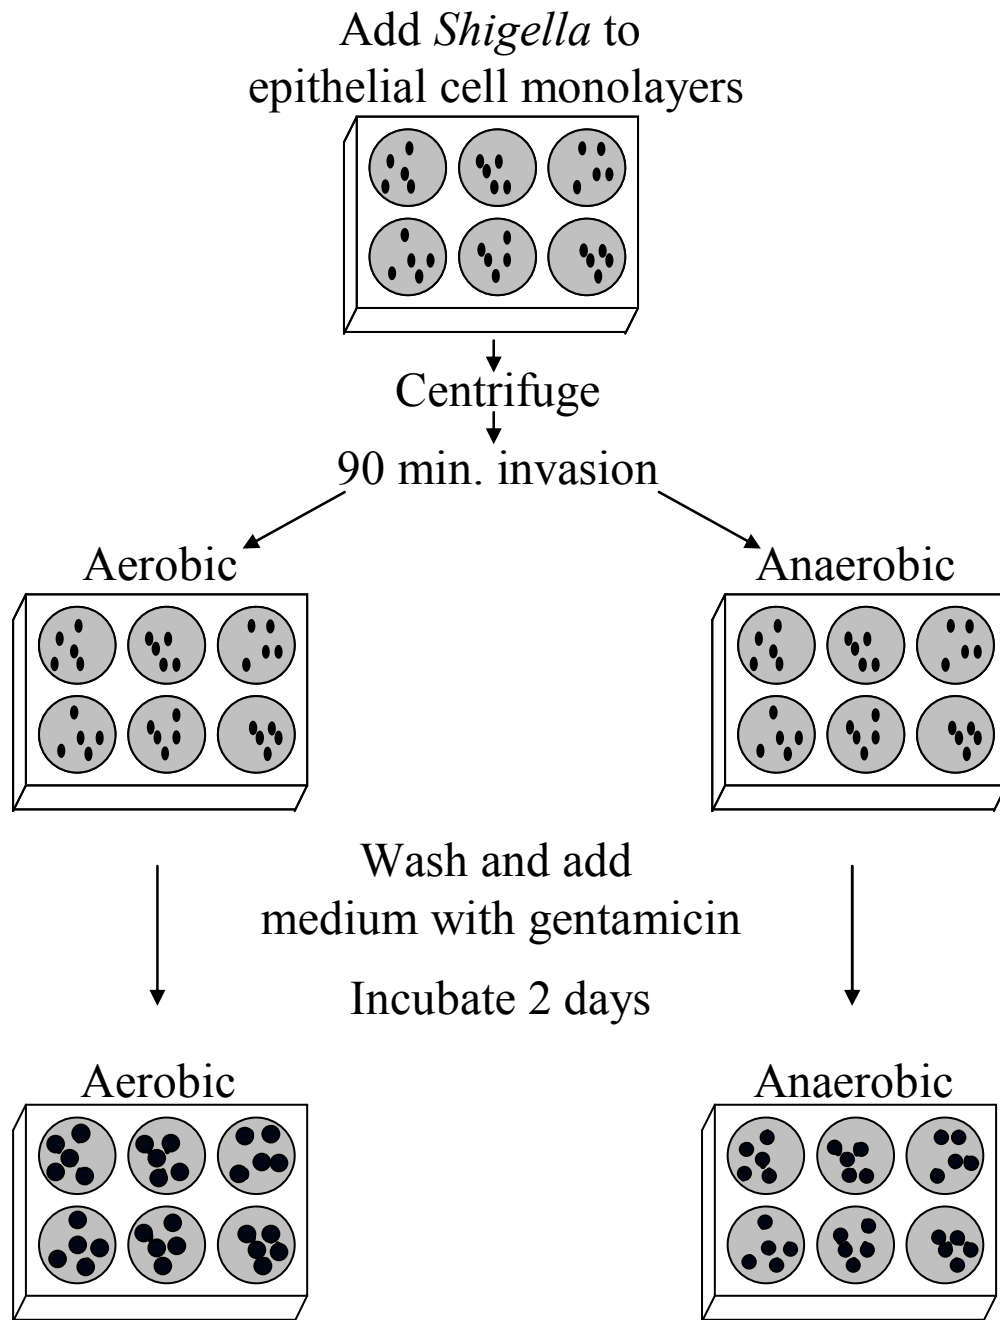 Add Shigella to
epithelial cell monolayers
Centrifuge
90 min. invasion
Aerobic
Anaerobic
Wash and add
medium with gentamicin
Incubate 2 days
Aerobic
Anaerobic